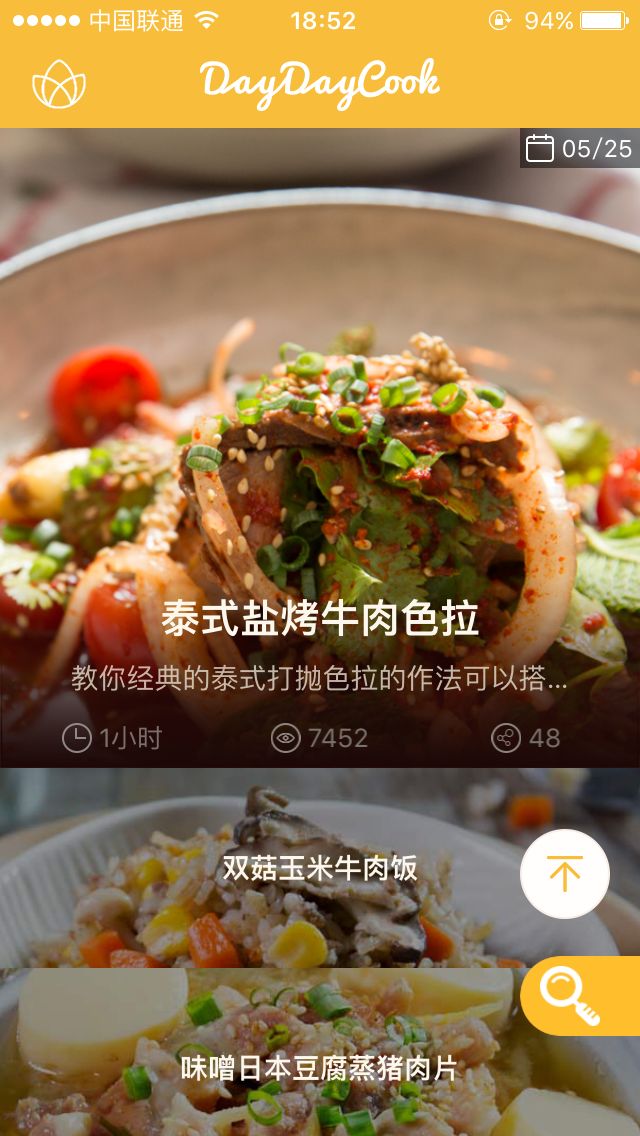 中国联通 18:52 94%
DayDayCook
05/25
泰式盐烤牛肉色拉
教你经典的泰式打抛色拉的作法可以搭...
1小时 7452 48
双菇玉米牛肉饭
味噌日本豆腐蒸猪肉片